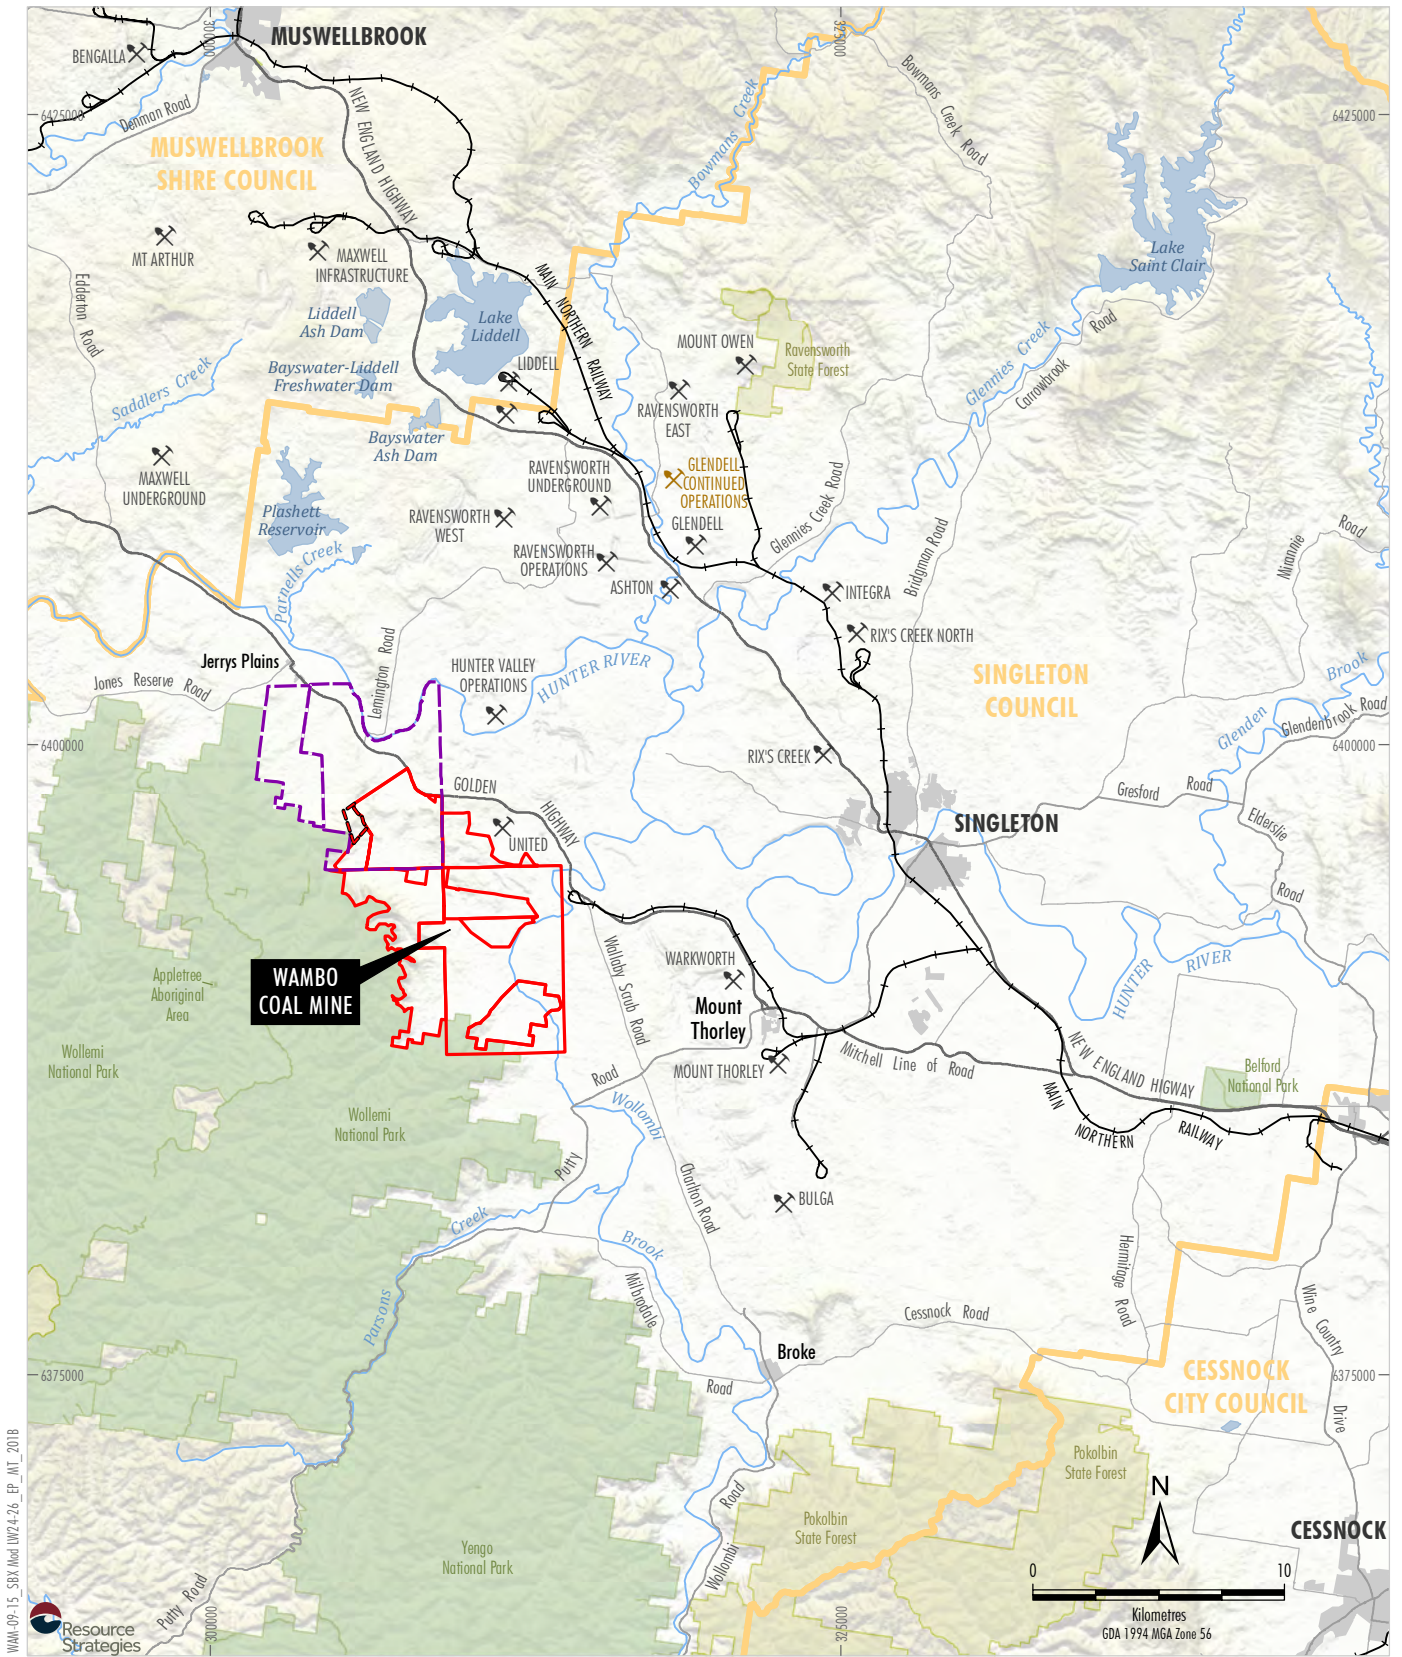 MUSWELLBROOK
BENGALLA
300000
325000
6425000
6425000
Denman Road
NEW ENGLAND HIGHWAY
Bowmans Creek
Bowmans Creek Road
MUSWELLBROOK
SHIRE COUNCIL
MT ARTHUR
MAXWELL
INFRASTRUCTURE
Lake
Saint Clair
Edderton Road
Liddell
Ash Dam
Lake
Liddell
MAIN NORTHERN RAILWAY
MOUNT OWEN
Ravensworth
State Forest
Glennies Creek
Carrowbrook Road
Saddlers Creek
Bayswater-Liddell
Freshwater Dam
LIDDELL
RAVENSWORTH
EAST
Bayswater
Ash Dam
MAXWELL
UNDERGROUND
RAVENSWORTH
UNDERGROUND
GLENDELL
CONTINUED
OPERATIONS
Plashett
Reservoir
RAVENSWORTH
WEST
GLENDELL
Glennies Creek Road
Bridgman Road
Mirannie Road
Parnells Creek
RAVENSWORTH
OPERATIONS
ASHTON
INTEGRA
RIX'S CREEK NORTH
Jerrys Plains
Jones Reserve Road
Lemington Road
HUNTER VALLEY
OPERATIONS
HUNTER RIVER
SINGLETON
COUNCIL
Glenden Brook
Glendenbrook Road
6400000
6400000
RIX'S CREEK
GOLDEN HIGHWAY
Gresford Road
UNITED
SINGLETON
Elderslie Road
WAMBO
COAL MINE
Wallaby Scrub Road
WARKWORTH
Mount
Thorley
HUNTER RIVER
Appletree
Aboriginal
Area
MOUNT THORLEY
Mitchell Line of Road
NEW ENGLAND HIGWAY
Belford
National Park
Wollemi
National Park
MAIN NORTHERN RAILWAY
Wollemi
National Park
Putty Road
Wollombi Brook
Charlton Road
BULGA
Parsons Creek
Milbrodale Road
Hermitage Road
Wine Country Drive
Cessnock Road
Broke
6375000
6375000
CESSNOCK
CITY COUNCIL
Pokolbin
State Forest
Pokolbin
State Forest
Wollombi Road
CESSNOCK
Yengo
National Park
Putty Road
N
0
10
Kilometres
GDA 1994 MGA Zone 56
300000
325000
Resource
Strategies
WAM-09-15_SBX Mod LW24-26_EP_MT_201B